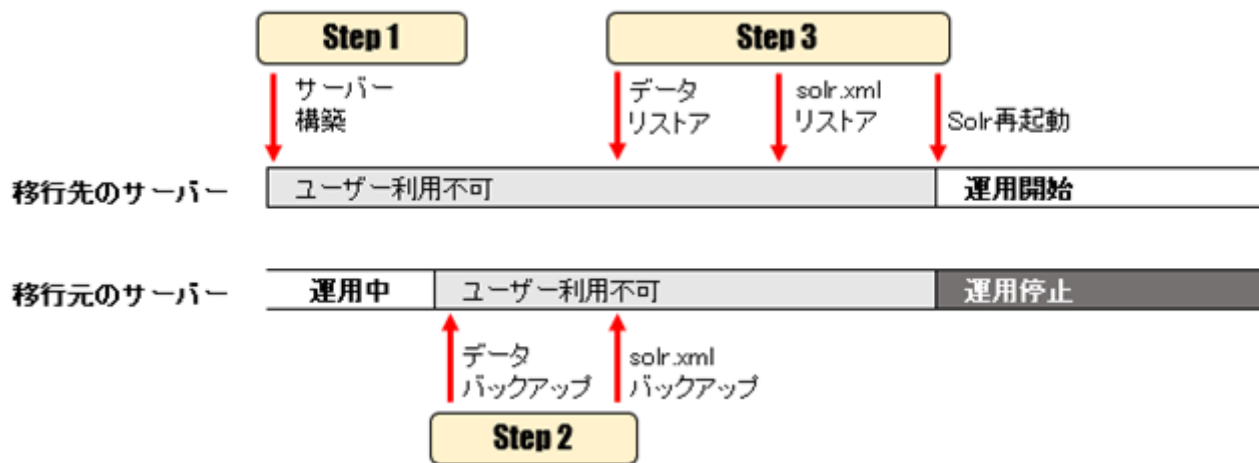 Step 1
Step 3
サーバー
構築
データ
リストア
solr.xml
リストア
Solr再起動
移行先のサーバー
ユーザー利用不可
運用開始
移行元のサーバー
運用中
ユーザー利用不可
運用停止
データ
バックアップ
solr.xml
バックアップ
Step 2